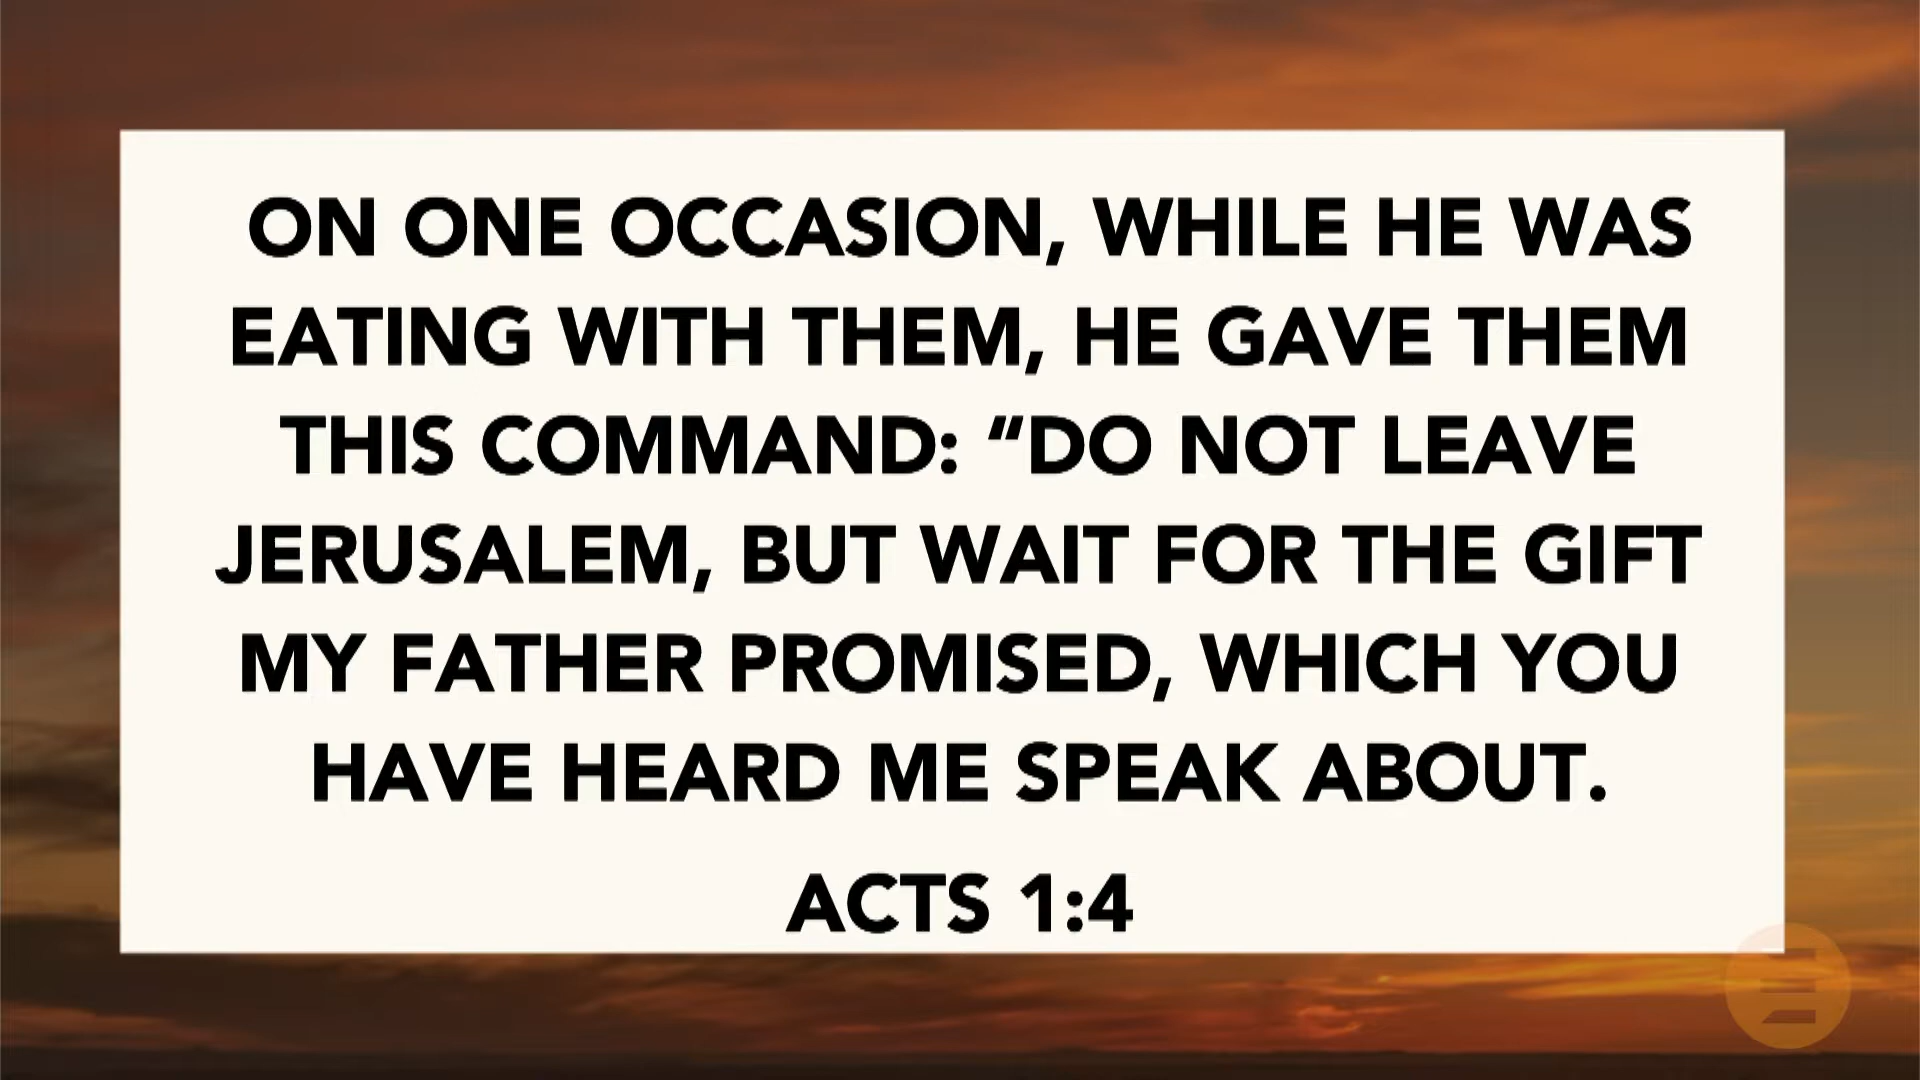 ON ONE OCCASION, WHILE HE WAS
EATING WITH THEM, HE GAVE THEM
THIS COMMAND: “DO NOT LEAVE
JERUSALEM, BUT WAIT FOR THE GIFT
MY FATHER PROMISED, WHICH YOU
HAVE HEARD ME SPEAK ABOUT.
ACTS 1:4